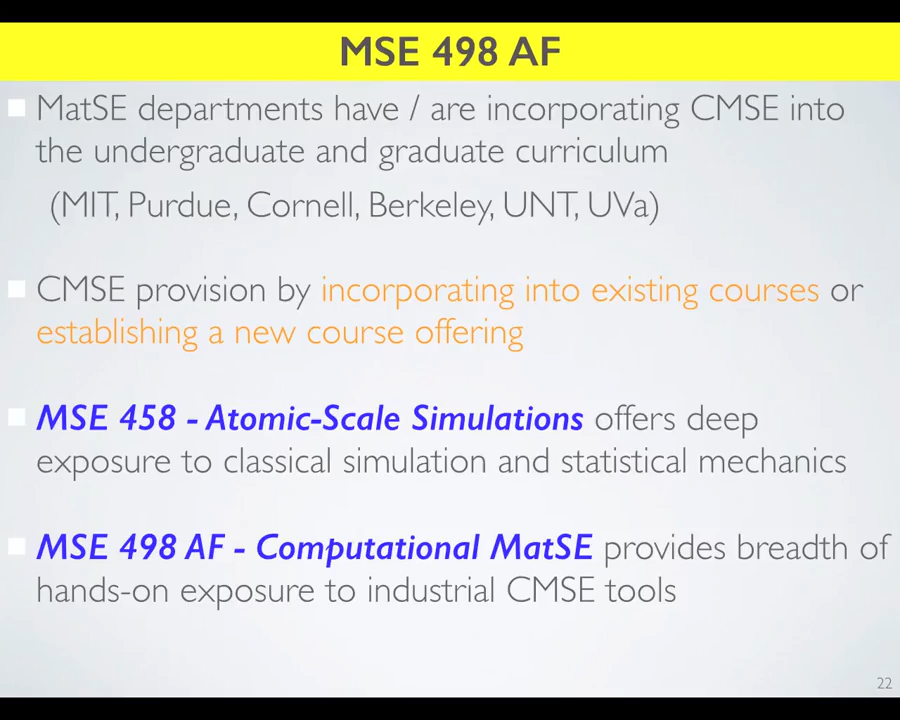 MSE 498 AF
MatSE departments have / are incorporating CMSE into
the undergraduate and graduate curriculum
(MIT, Purdue, Cornell, Berkeley, UNT, UVa)
CMSE provision by incorporating into existing courses or
establishing a new course offering
MSE 458 - Atomic-Scale Simulations offers deep
exposure to classical simulation and statistical mechanics
MSE 498 AF - Computational MatSE provides breadth of
hands-on exposure to industrial CMSE tools
22